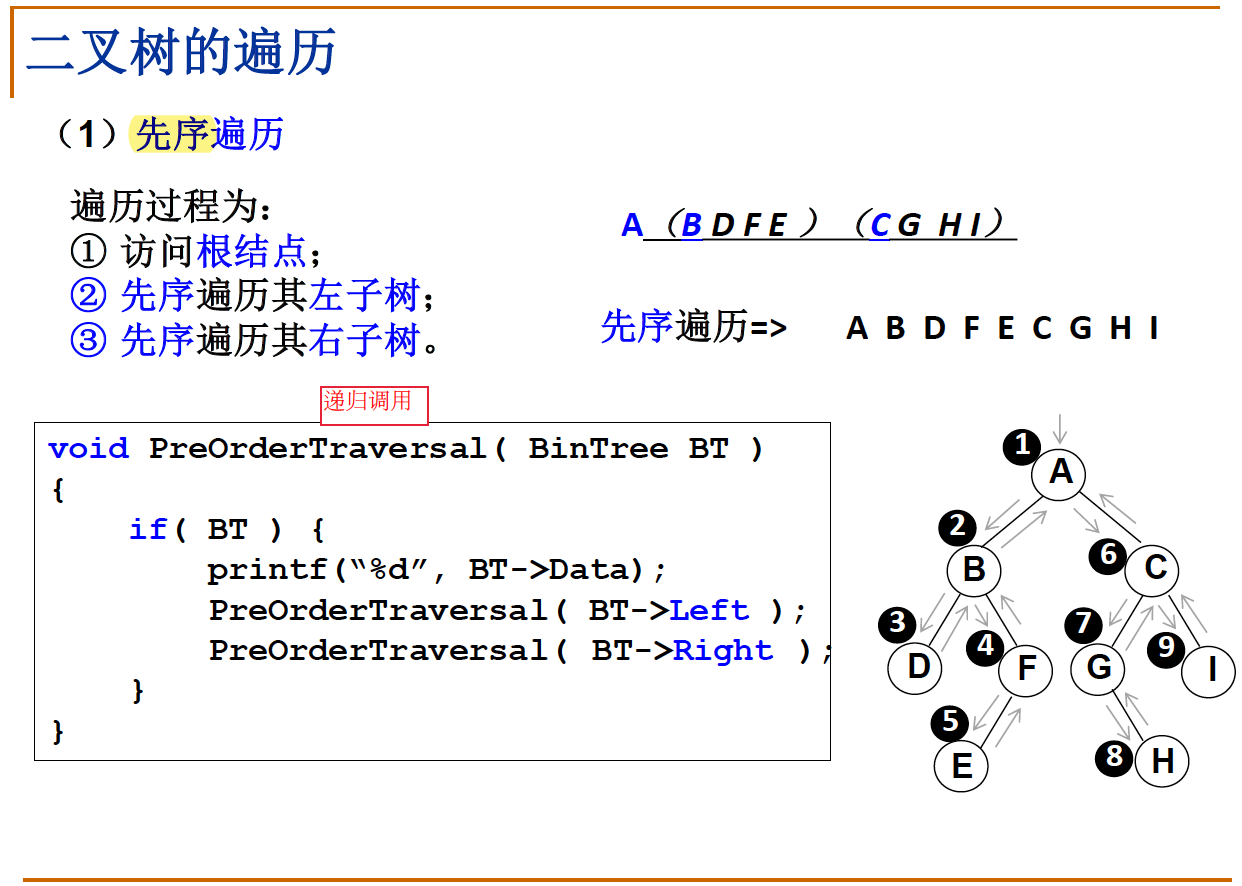 二叉树的遍历
（1）先序遍历
遍历过程为：
① 访问根结点；
② 先序遍历其左子树；
③ 先序遍历其右子树。
A（B D F E ）（C G H I）
先序遍历=> A B D F E C G H I
递归调用
void PreOrderTraversal( BinTree BT )
{
if( BT ) {
printf(“%d”, BT->Data);
PreOrderTraversal( BT->Left );
PreOrderTraversal( BT->Right );
}
}
1
A
2
B
6
C
3
D
4
F
7
G
9
I
5
E
8
H